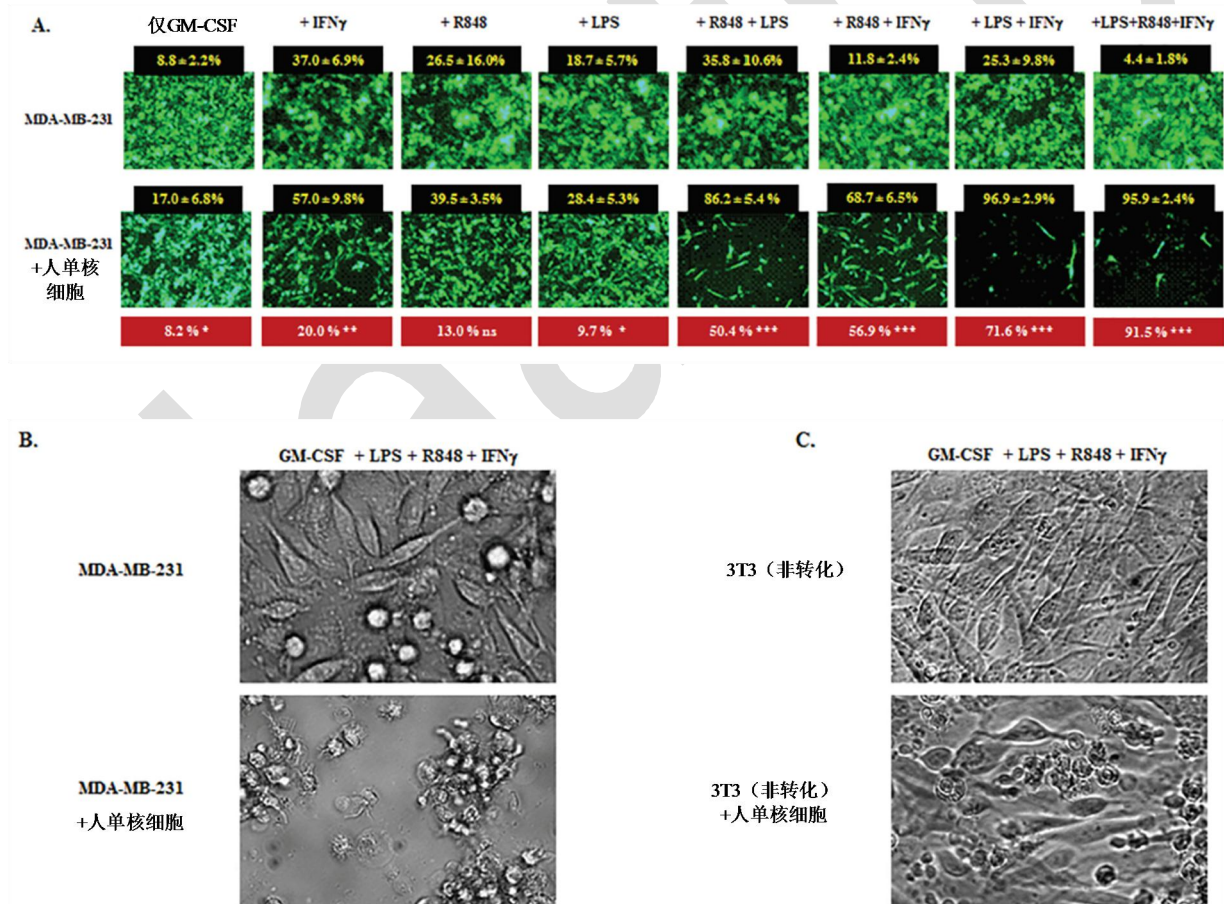 A.
仅GM-CSF + IFNγ + R848 + LPS + R848 + LPS + R848 + IFNγ + LPS + IFNγ +LPS+R848+IFNγ
8.8 ± 2.2% 37.0 ± 6.9% 26.5 ± 16.0% 18.7 ± 5.7% 35.8 ± 10.6% 11.8 ± 2.4% 25.3 ± 9.8% 4.4 ± 1.8%
MDA-MB-231
17.0 ± 6.8% 57.0 ± 9.8% 39.5 ± 3.5% 28.4 ± 5.3% 86.2 ± 5.4 % 68.7 ± 6.5% 96.9 ± 2.9% 95.9 ± 2.4%
MDA-MB-231
+人单核
细胞
8.2 % * 20.0 % ** 13.0 % ns 9.7 % * 50.4 % *** 56.9 % *** 71.6 % *** 91.5 % ***
B.
GM-CSF + LPS + R848 + IFNγ
MDA-MB-231
MDA-MB-231
+人单核细胞
C.
GM-CSF + LPS + R848 + IFNγ
3T3（非转化）
3T3（非转化）
+人单核细胞